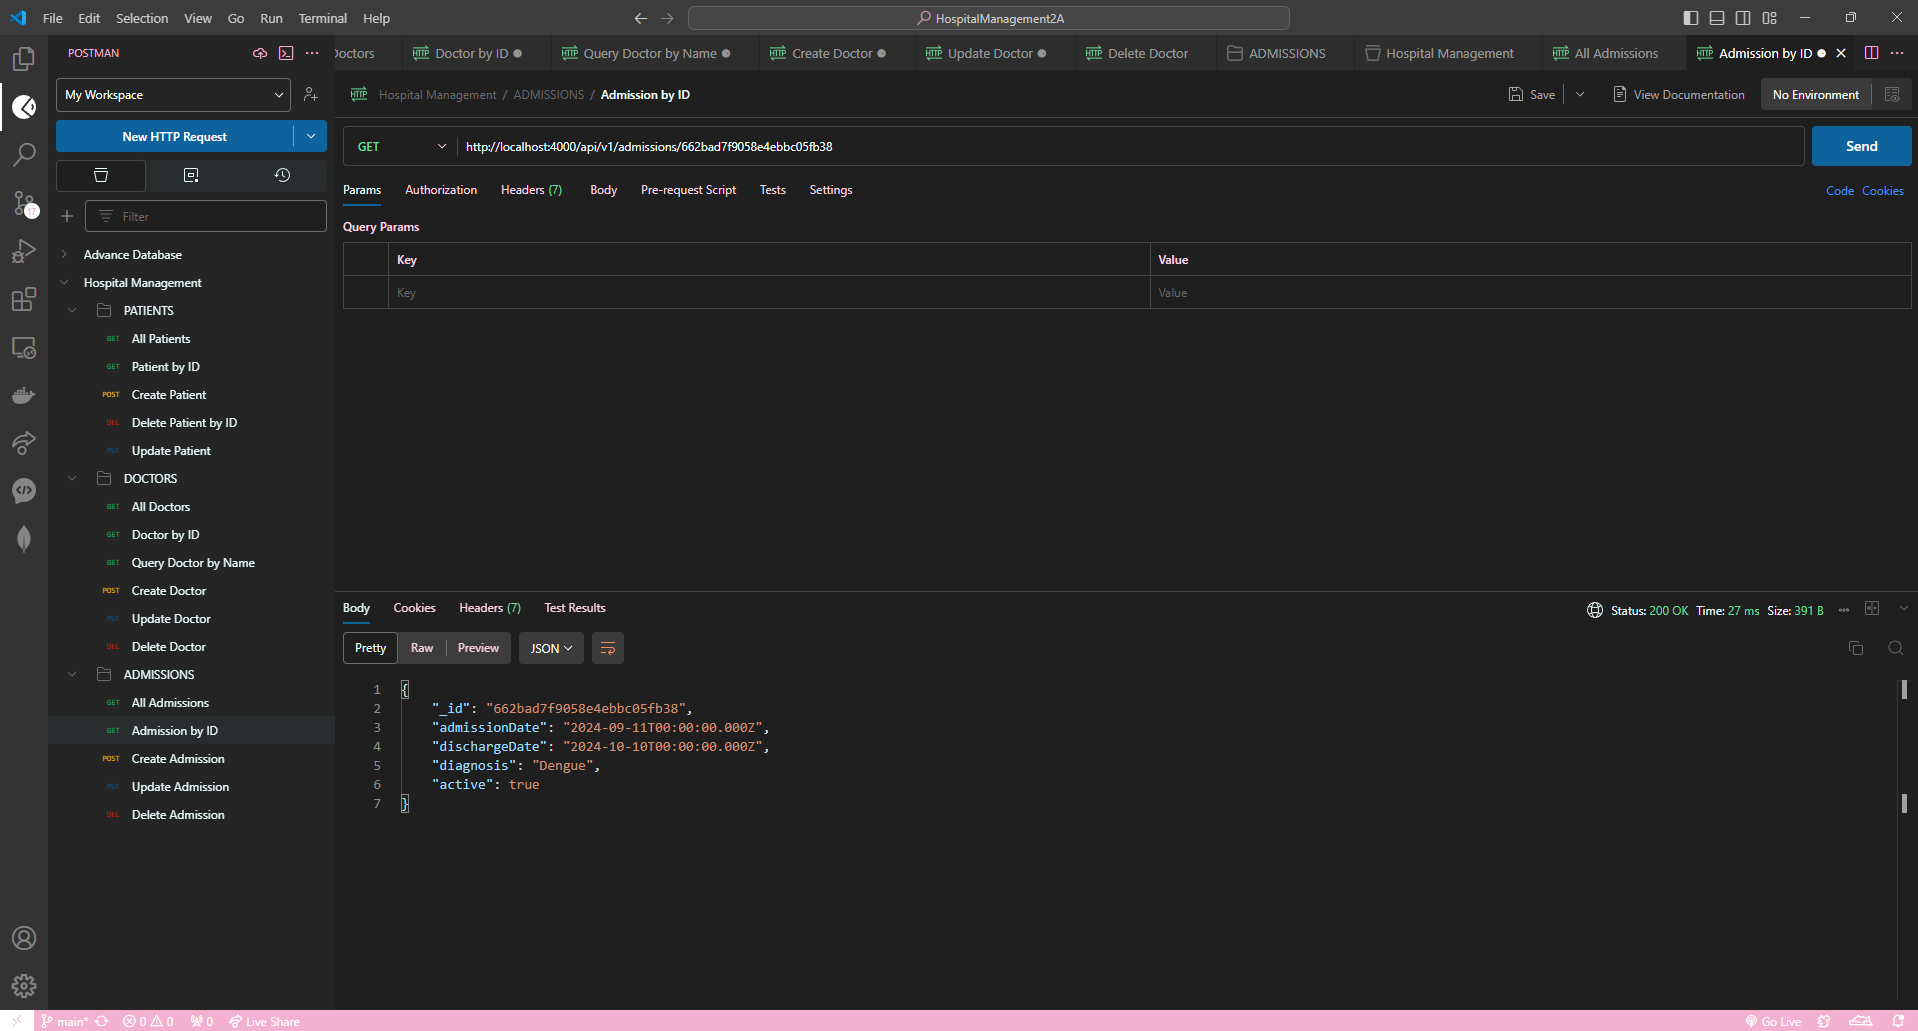 File Edit Selection View Go Run Terminal Help
HospitalManagement2A
POSTMAN
Doctors
Doctor by ID
Query Doctor by Name
Create Doctor
Update Doctor
Delete Doctor
ADMISSIONS
Hospital Management
All Admissions
Admission by ID
My Workspace
New HTTP Request
Filter
Advance Database
Hospital Management
PATIENTS
GET All Patients
GET Patient by ID
POST Create Patient
DEL Delete Patient by ID
PUT Update Patient
DOCTORS
GET All Doctors
GET Doctor by ID
GET Query Doctor by Name
POST Create Doctor
PUT Update Doctor
DEL Delete Doctor
ADMISSIONS
GET All Admissions
GET Admission by ID
POST Create Admission
PUT Update Admission
DEL Delete Admission
17
HTTP Hospital Management / ADMISSIONS / Admission by ID
Save
View Documentation
No Environment
GET
http://localhost:4000/api/v1/admissions/662bad7f9058e4ebbc05fb38
Send
Params Authorization Headers (7) Body Pre-request Script Tests Settings
Code Cookies
Query Params
Key Value
Key Value
Body Cookies Headers (7) Test Results
Status: 200 OK Time: 27 ms Size: 391 B
Pretty Raw Preview JSON
1 {
2 "_id": "662bad7f9058e4ebbc05fb38",
3 "admissionDate": "2024-09-11T00:00:00.000Z",
4 "dischargeDate": "2024-10-10T00:00:00.000Z",
5 "diagnosis": "Dengue",
6 "active": true
7 }
main* 0 0 0 Live Share
Go Live